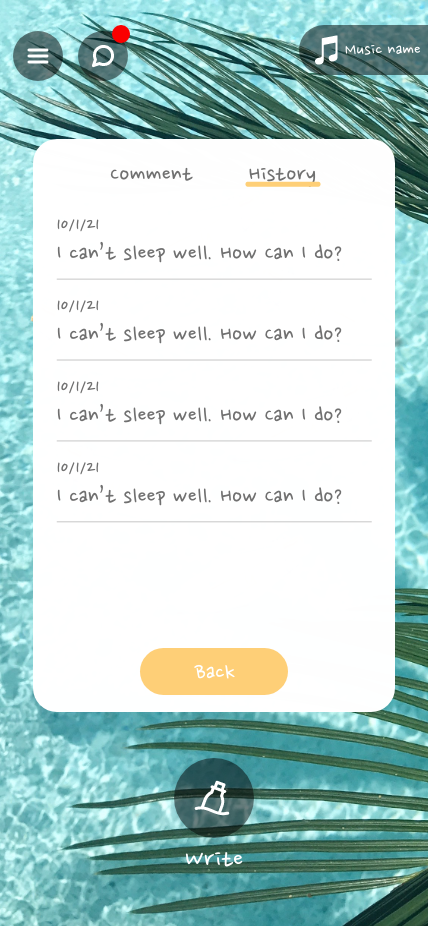 Music name
Comment
History
10/1/21
I can't sleep well. How can I do?
10/1/21
I can't sleep well. How can I do?
10/1/21
I can't sleep well. How can I do?
10/1/21
I can't sleep well. How can I do?
Back
Write